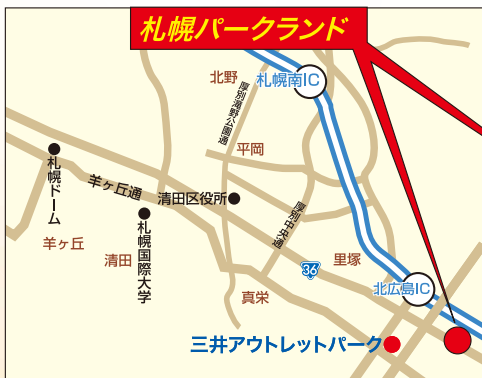 札幌パークランド
北野
札幌南IC
厚別滝野公園通
平岡
札幌ドーム
羊ヶ丘通
清田区役所
羊ヶ丘
清田
札幌国際大学
厚別中央通
36
里塚
真栄
北広島IC
三井アウトレットパーク